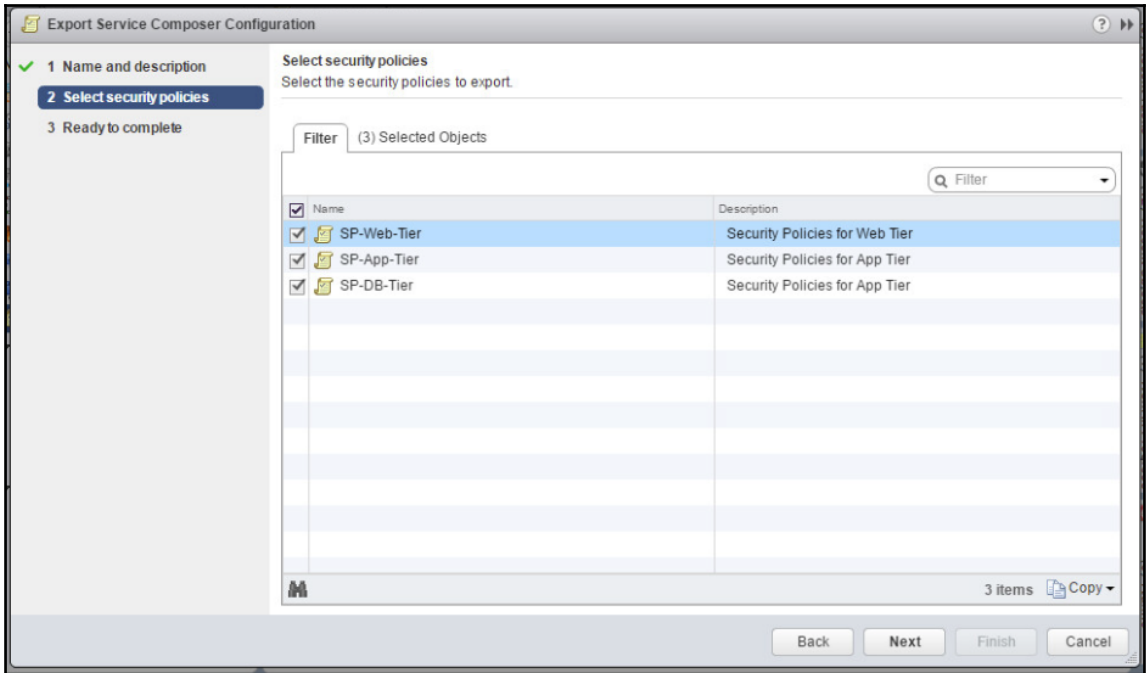 Export Service Composer Configuration
?
1 Name and description
2 Select security policies
3 Ready to complete
Select security policies
Select the security policies to export.
Filter
(3) Selected Objects
Filter
Name
Description
SP-Web-Tier
Security Policies for Web Tier
SP-App-Tier
Security Policies for App Tier
SP-DB-Tier
Security Policies for App Tier
3 items
Copy
Back
Next
Finish
Cancel